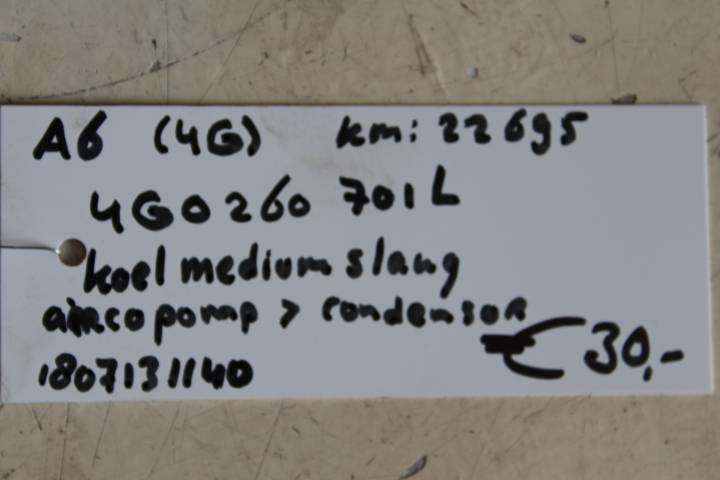 A6 (4G) km: 22695
4G0260 701L
koel medium slang
aircopomp > condensor
1807131140 € 30,-